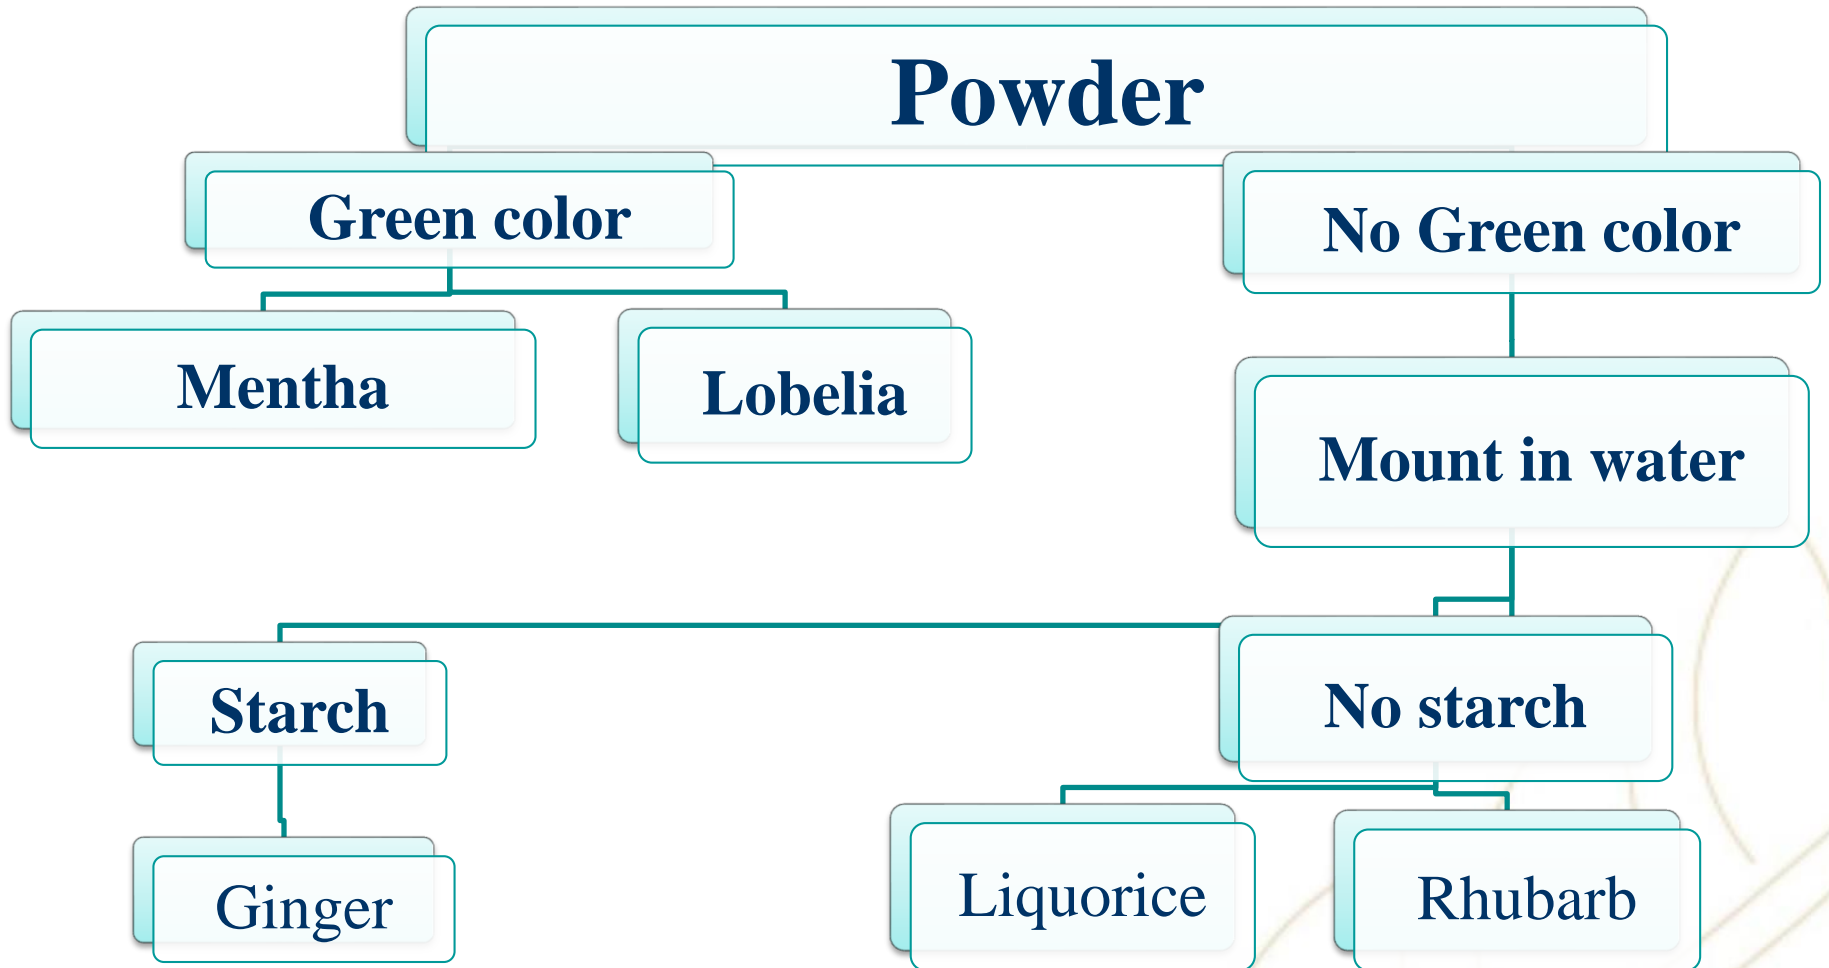 Powder
Green color
No Green color
Mentha
Lobelia
Mount in water
Starch
No starch
Ginger
Liquorice
Rhubarb